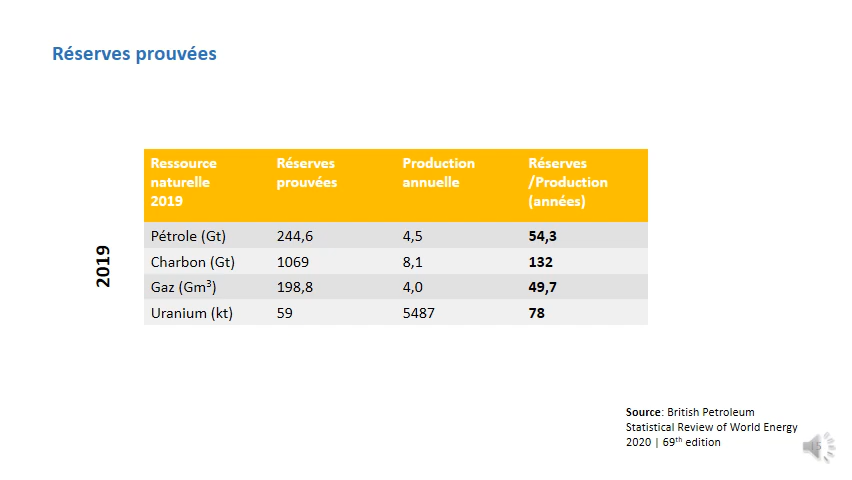 Réserves prouvées
Ressource naturelle 2019 Réserves prouvées Production annuelle Réserves /Production (années)
Pétrole (Gt) 244,6 4,5 54,3
Charbon (Gt) 1069 8,1 132
Gaz (Gm³) 198,8 4,0 49,7
Uranium (kt) 59 5487 78
2019
Source: British Petroleum
Statistical Review of World Energy
2020 | 69th edition